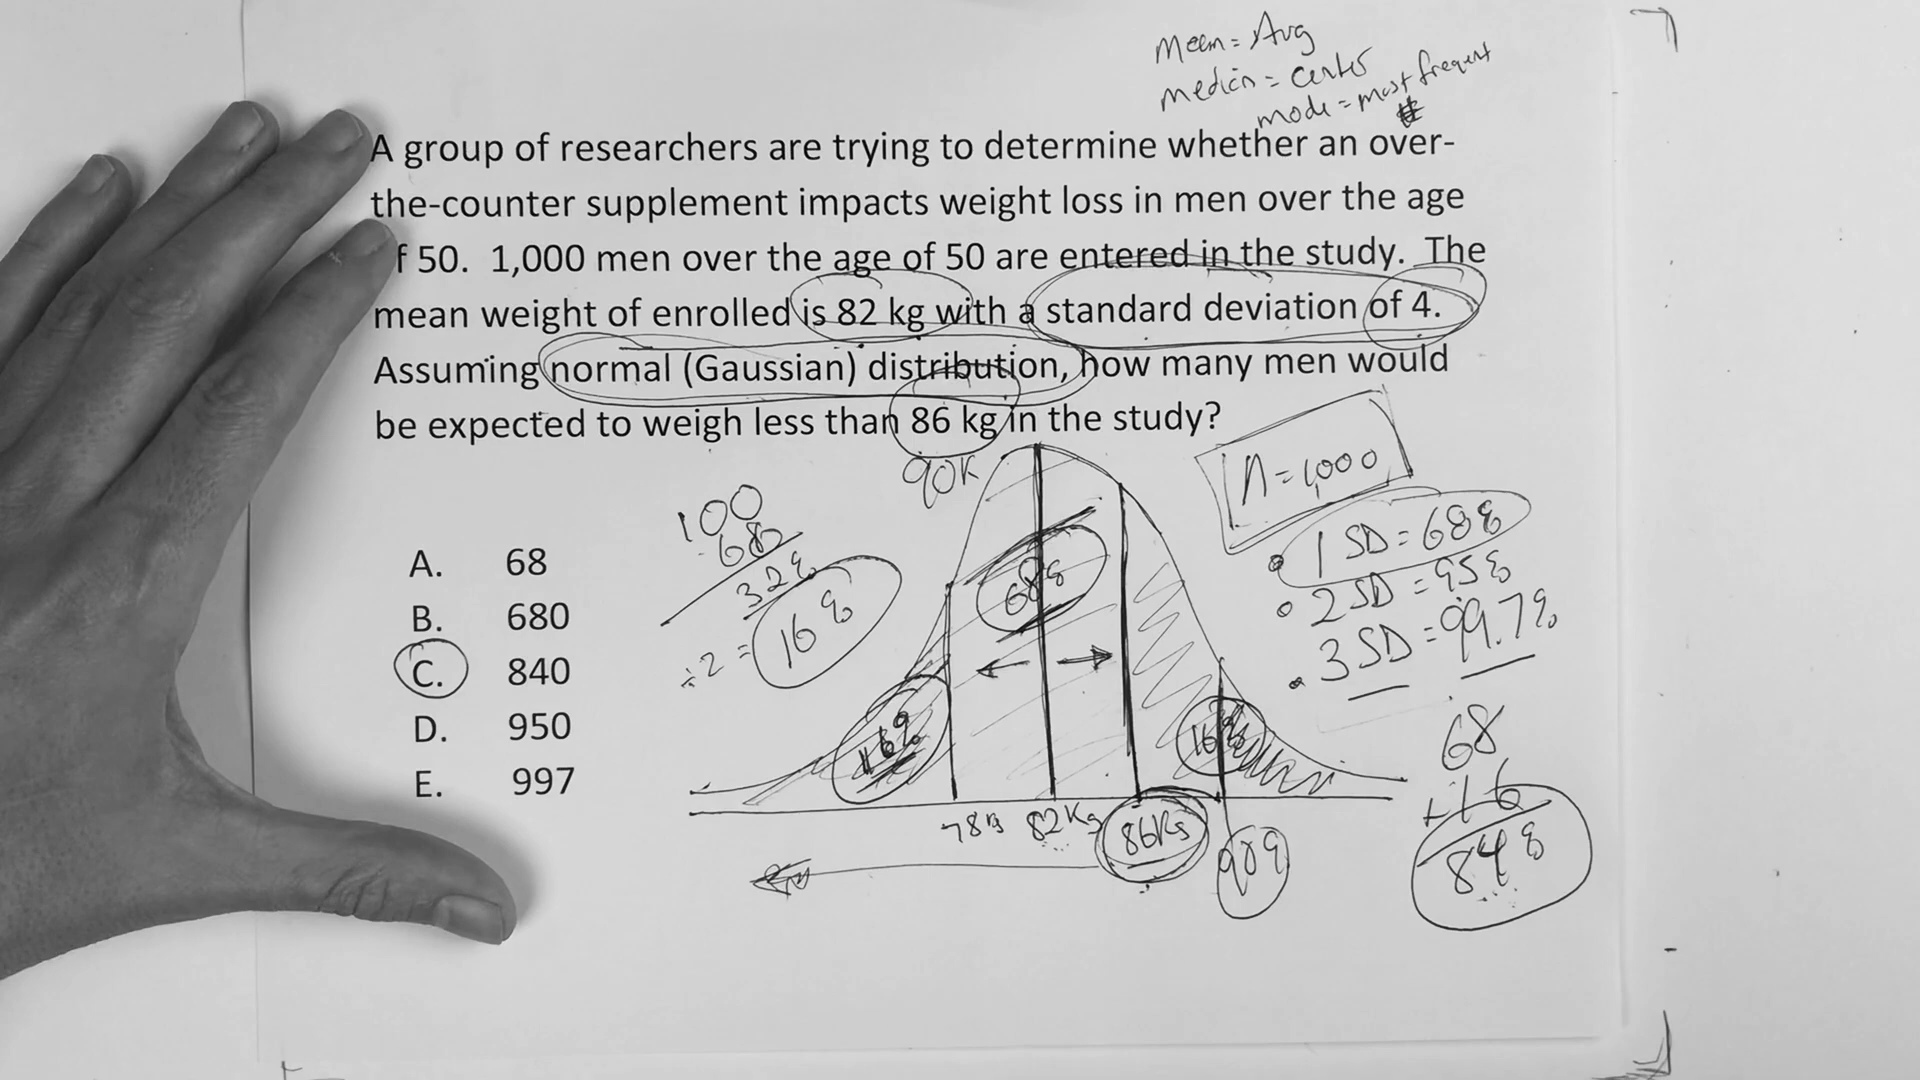 mean = Avg
median = center
mode = most frequent
#
A group of researchers are trying to determine whether an over-
the-counter supplement impacts weight loss in men over the age
f 50. 1,000 men over the age of 50 are entered in the study. The
mean weight of enrolled is 82 kg with a standard deviation of 4.
Assuming normal (Gaussian) distribution, how many men would
be expected to weigh less than 86 kg in the study?
90K
n=1,000
A. 68
B. 680
C. 840
D. 950
E. 997
100
-68
32%
÷2 = 16%
68%
1 SD = 68%
2 SD = 95%
3 SD = 99.7%
16%
16%
78kg 82Kg 86Kg
68
+16
84%